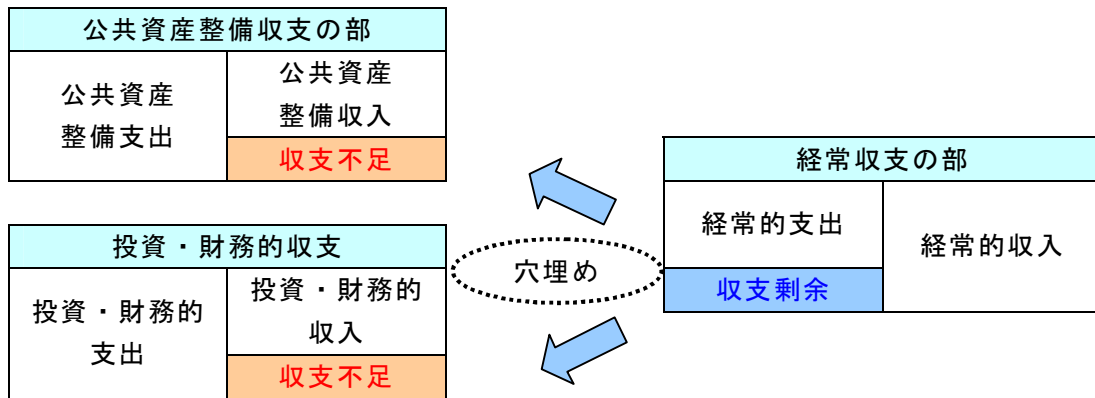 公共資産整備収支の部
公共資産
整備支出
公共資産
整備収入
収支不足
投資・財務的収支
投資・財務的
支出
投資・財務的
収入
収支不足
穴埋め
経常収支の部
経常的支出
収支剰余
経常的収入